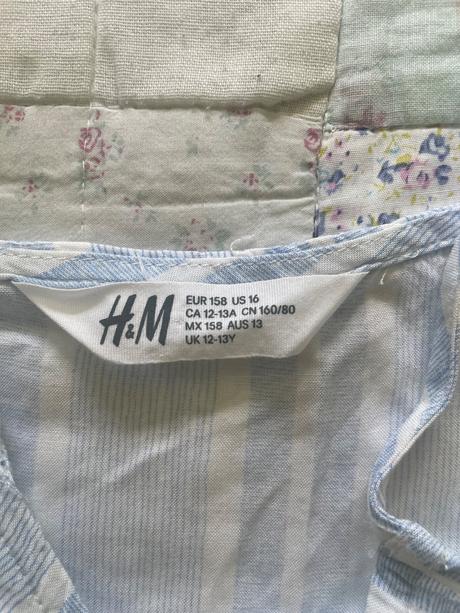 H&M
EUR 158 US 16
CA 12-13A CN 160/80
MX 158 AUS 13
UK 12-13Y